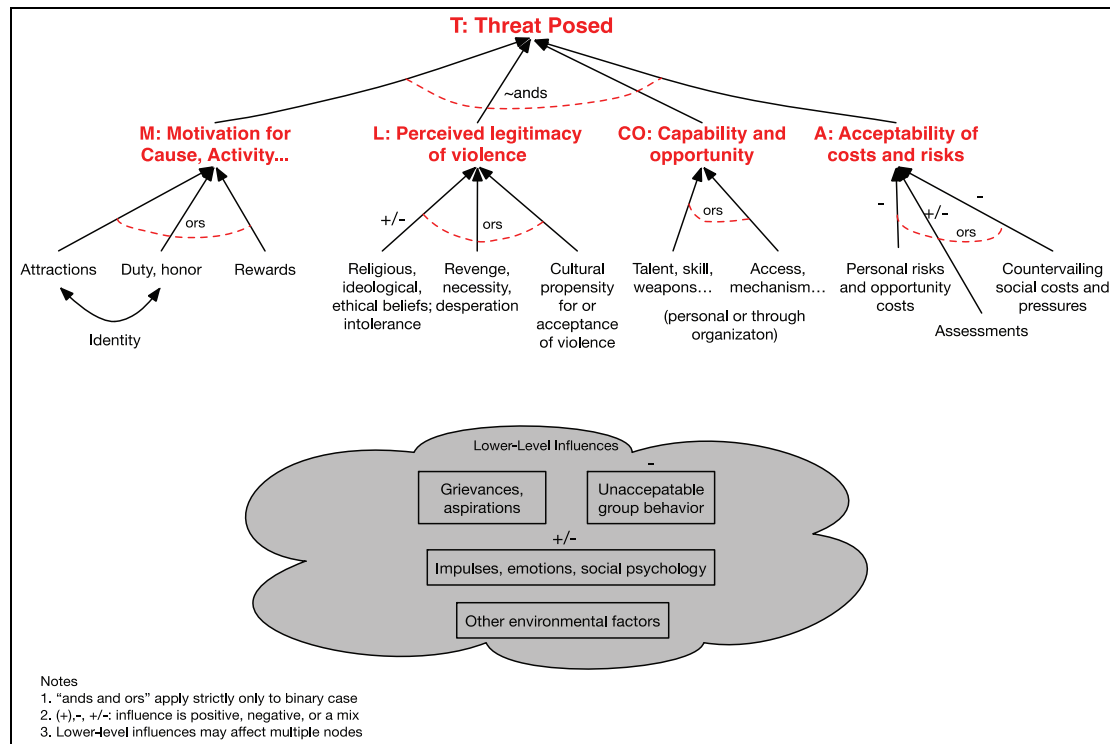 T: Threat Posed
~ands
M: Motivation for
Cause, Activity...
L: Perceived legitimacy
of violence
CO: Capability and
opportunity
A: Acceptability of
costs and risks
ors
+/-
ors
ors
-
+/-
-
ors
Attractions
Duty, honor
Rewards
Identity
Religious,
ideological,
ethical beliefs;
intolerance
Revenge,
necessity,
desperation
Cultural
propensity
for or
acceptance
of violence
Talent, skill,
weapons…
Access,
mechanism…
(personal or through
organizaton)
Personal risks
and opportunity
costs
Assessments
Countervailing
social costs and
pressures
Lower-Level Influences
Grievances,
aspirations
-
Unaccepatable
group behavior
+/-
Impulses, emotions, social psychology
Other environmental factors
Notes
1. “ands and ors” apply strictly only to binary case
2. (+),-, +/-: influence is positive, negative, or a mix
3. Lower-level influences may affect multiple nodes